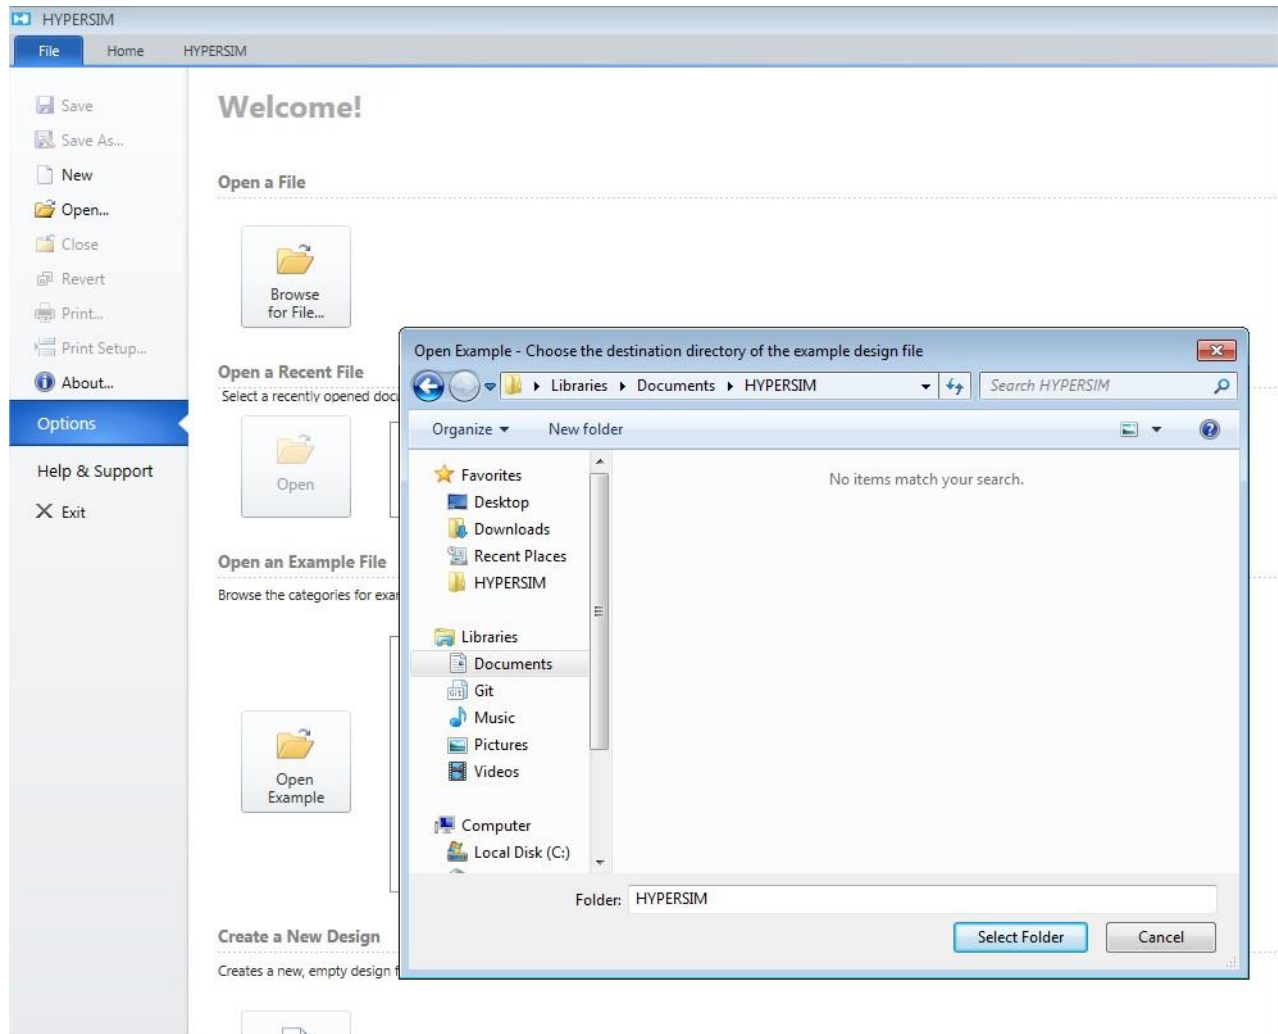 HYPERSIM
File Home HYPERSIM
Save
Save As...
New
Open...
Close
Revert
Print...
Print Setup...
About...
Options
Help & Support
Exit
Welcome!
Open a File
Browse
for File...
Open a Recent File
Select a recently opened docu
Open
Open an Example File
Browse the categories for exam
Open
Example
Create a New Design
Creates a new, empty design f
Open Example - Choose the destination directory of the example design file
Libraries Documents HYPERSIM Search HYPERSIM
Organize New folder
Favorites
Desktop
Downloads
Recent Places
HYPERSIM
Libraries
Documents
Git
Music
Pictures
Videos
Computer
Local Disk (C:)
No items match your search.
Folder: HYPERSIM
Select Folder Cancel